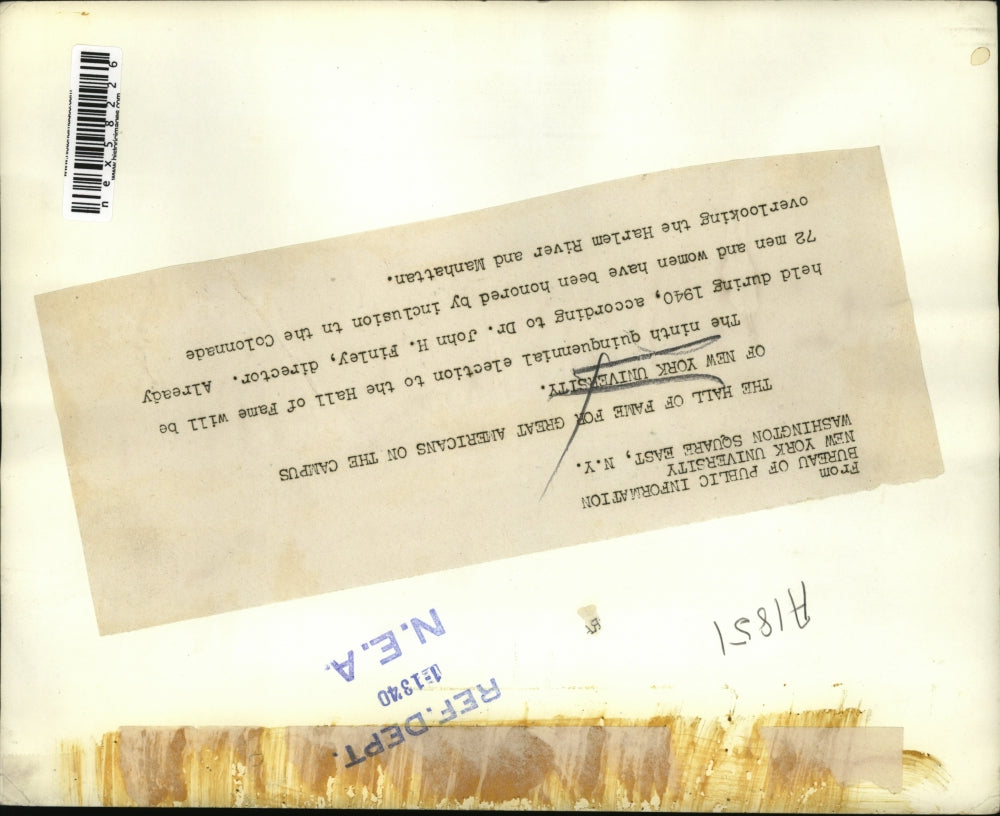 From
BUREAU OF PUBLIC INFORMATION
NEW YORK UNIVERSITY
WASHINGTON SQUARE EAST, N.Y.
THE HALL OF FAME FOR GREAT AMERICANS ON THE CAMPUS
OF NEW YORK UNIVERSITY.
The ninth quinquennial election to the Hall of Fame will be
held during 1940, according to Dr. John H. Finley, director. Already
72 men and women have been honored by inclusion tn the Colonnade
overlooking the Harlem River and Manhattan.
A1851
REF.DEPT.
N.E.A.
nex58226